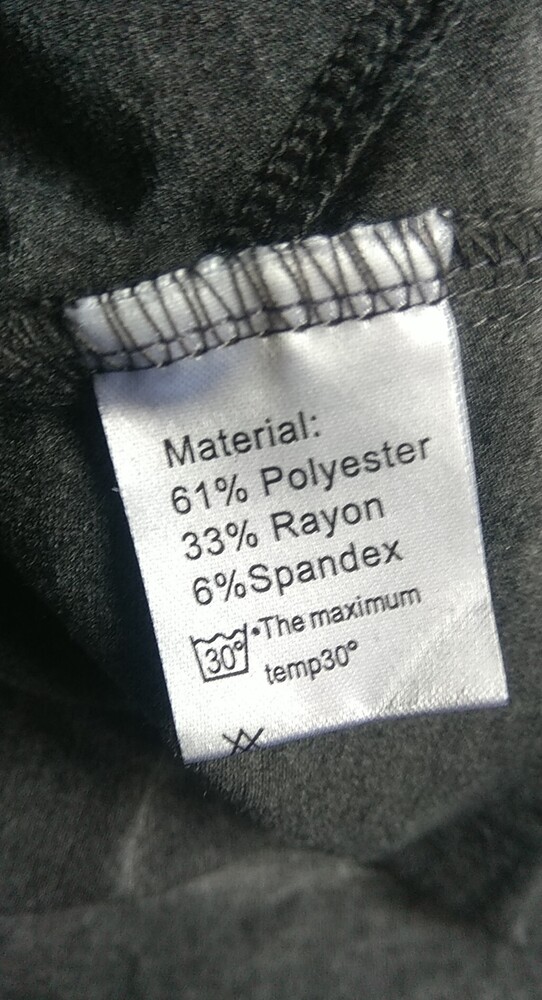 Material:
61% Polyester
33% Rayon
6%Spandex
30° •The maximum
temp30°